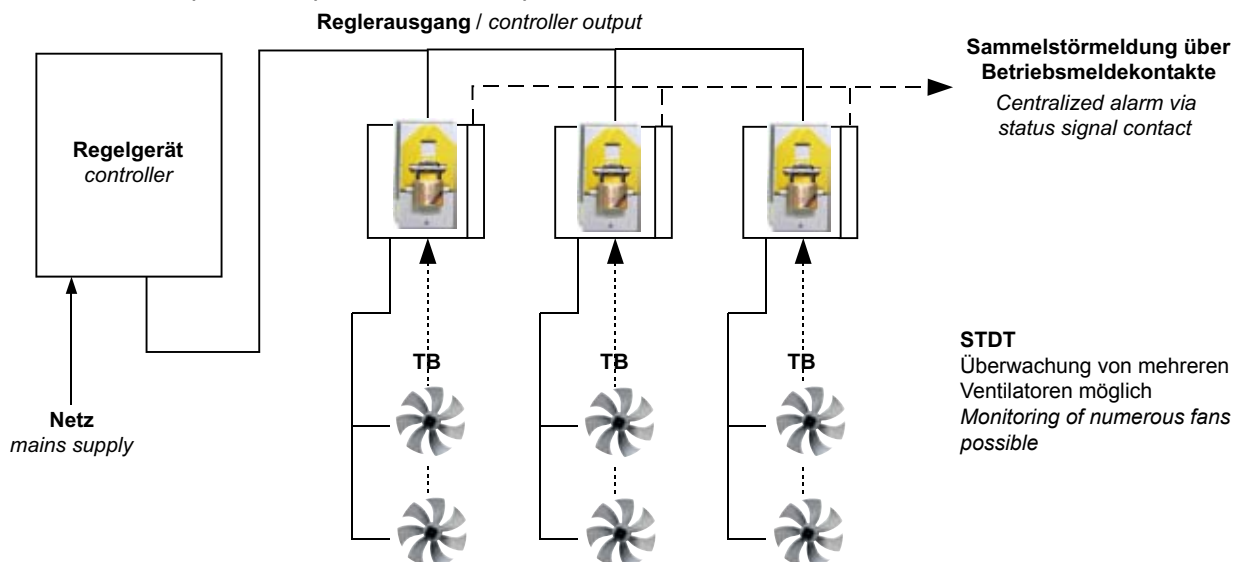 Reglerausgang / controller output
Sammelstörmeldung über
Betriebsmeldekontakte
Centralized alarm via
status signal contact
Regelgerät
controller
TB
TB
TB
STDT
Überwachung von mehreren
Ventilatoren möglich
Monitoring of numerous fans
possible
Netz
mains supply